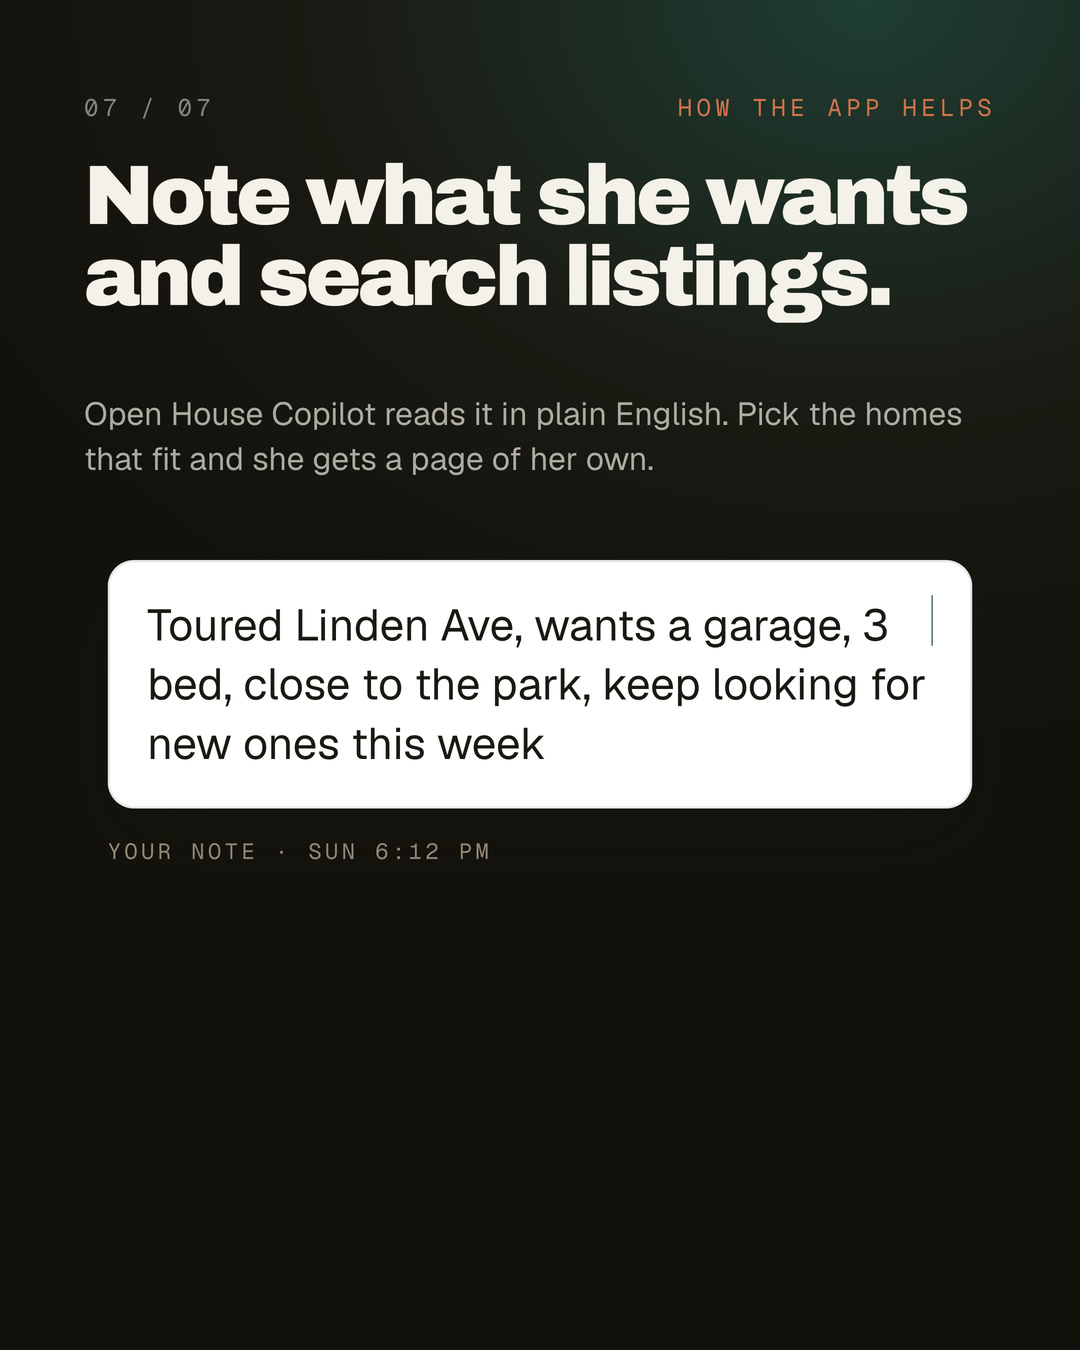 07 / 07
HOW THE APP HELPS
Note what she wants
and search listings.
Open House Copilot reads it in plain English. Pick the homes
that fit and she gets a page of her own.
Toured Linden Ave, wants a garage, 3
bed, close to the park, keep looking for
new ones this week
YOUR NOTE · SUN 6:12 PM